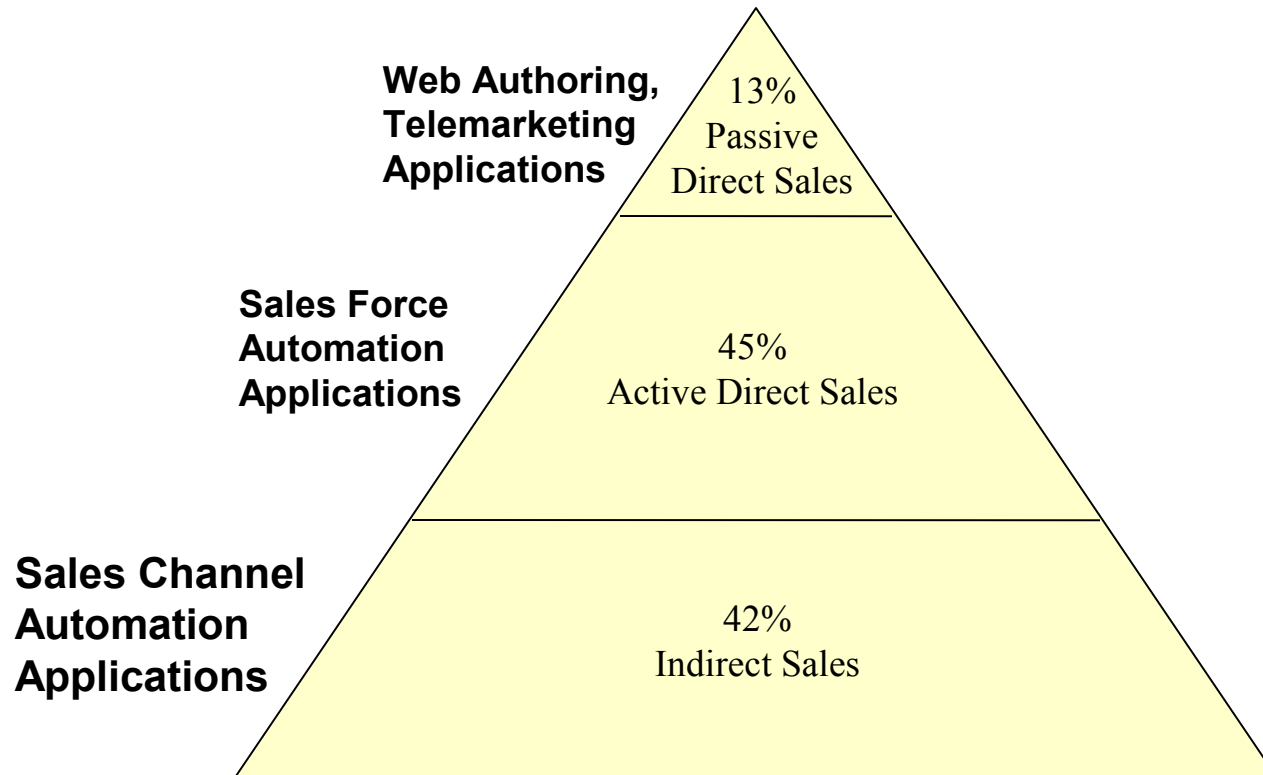 Web Authoring,
Telemarketing
Applications
13%
Passive
Direct Sales
Sales Force
Automation
Applications
45%
Active Direct Sales
Sales Channel
Automation
Applications
42%
Indirect Sales